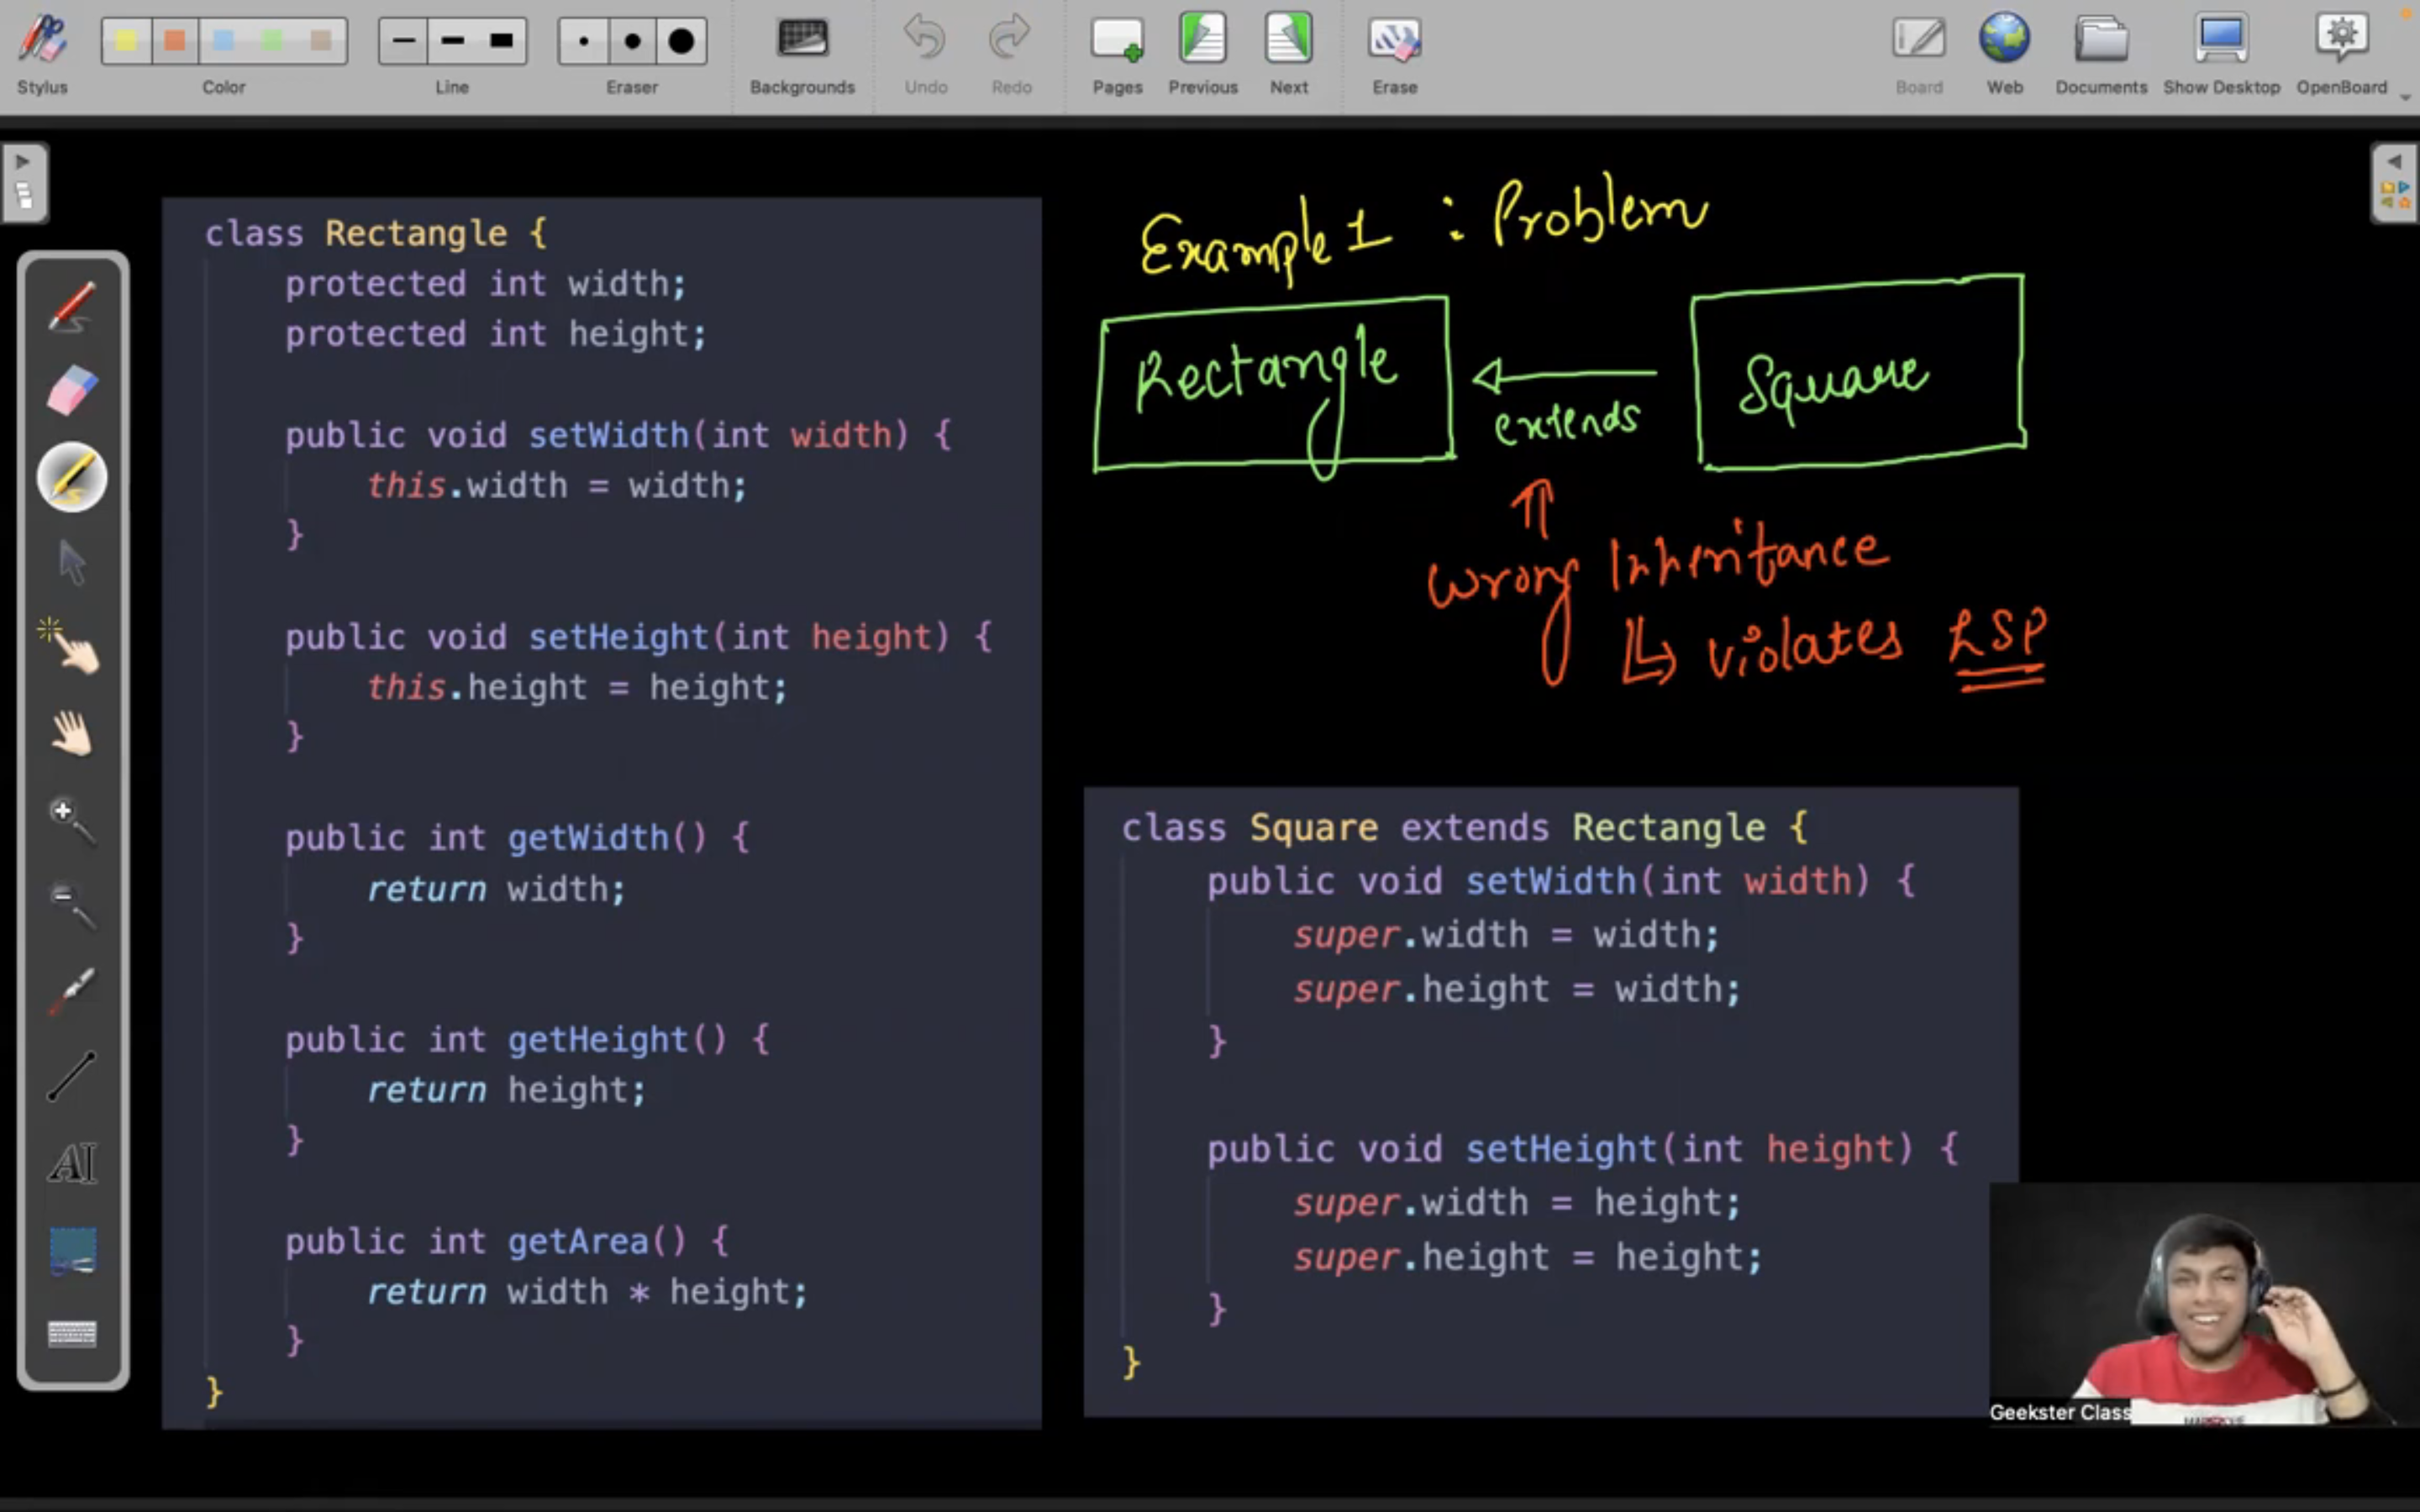 Stylus
Color
Line
Eraser
Backgrounds
Undo
Redo
Pages
Previous
Next
Erase
Board
Web
Documents
Show Desktop
OpenBoard
class Rectangle {
protected int width;
protected int height;
public void setWidth(int width) {
this.width = width;
}
public void setHeight(int height) {
this.height = height;
}
public int getWidth() {
return width;
}
public int getHeight() {
return height;
}
public int getArea() {
return width * height;
}
}
Example 1 : Problem
Rectangle
extends
Square
Wrong Inheritance
violates LSP
class Square extends Rectangle {
public void setWidth(int width) {
super.width = width;
super.height = width;
}
public void setHeight(int height) {
super.width = height;
super.height = height;
}
}
AI
Geekster Class